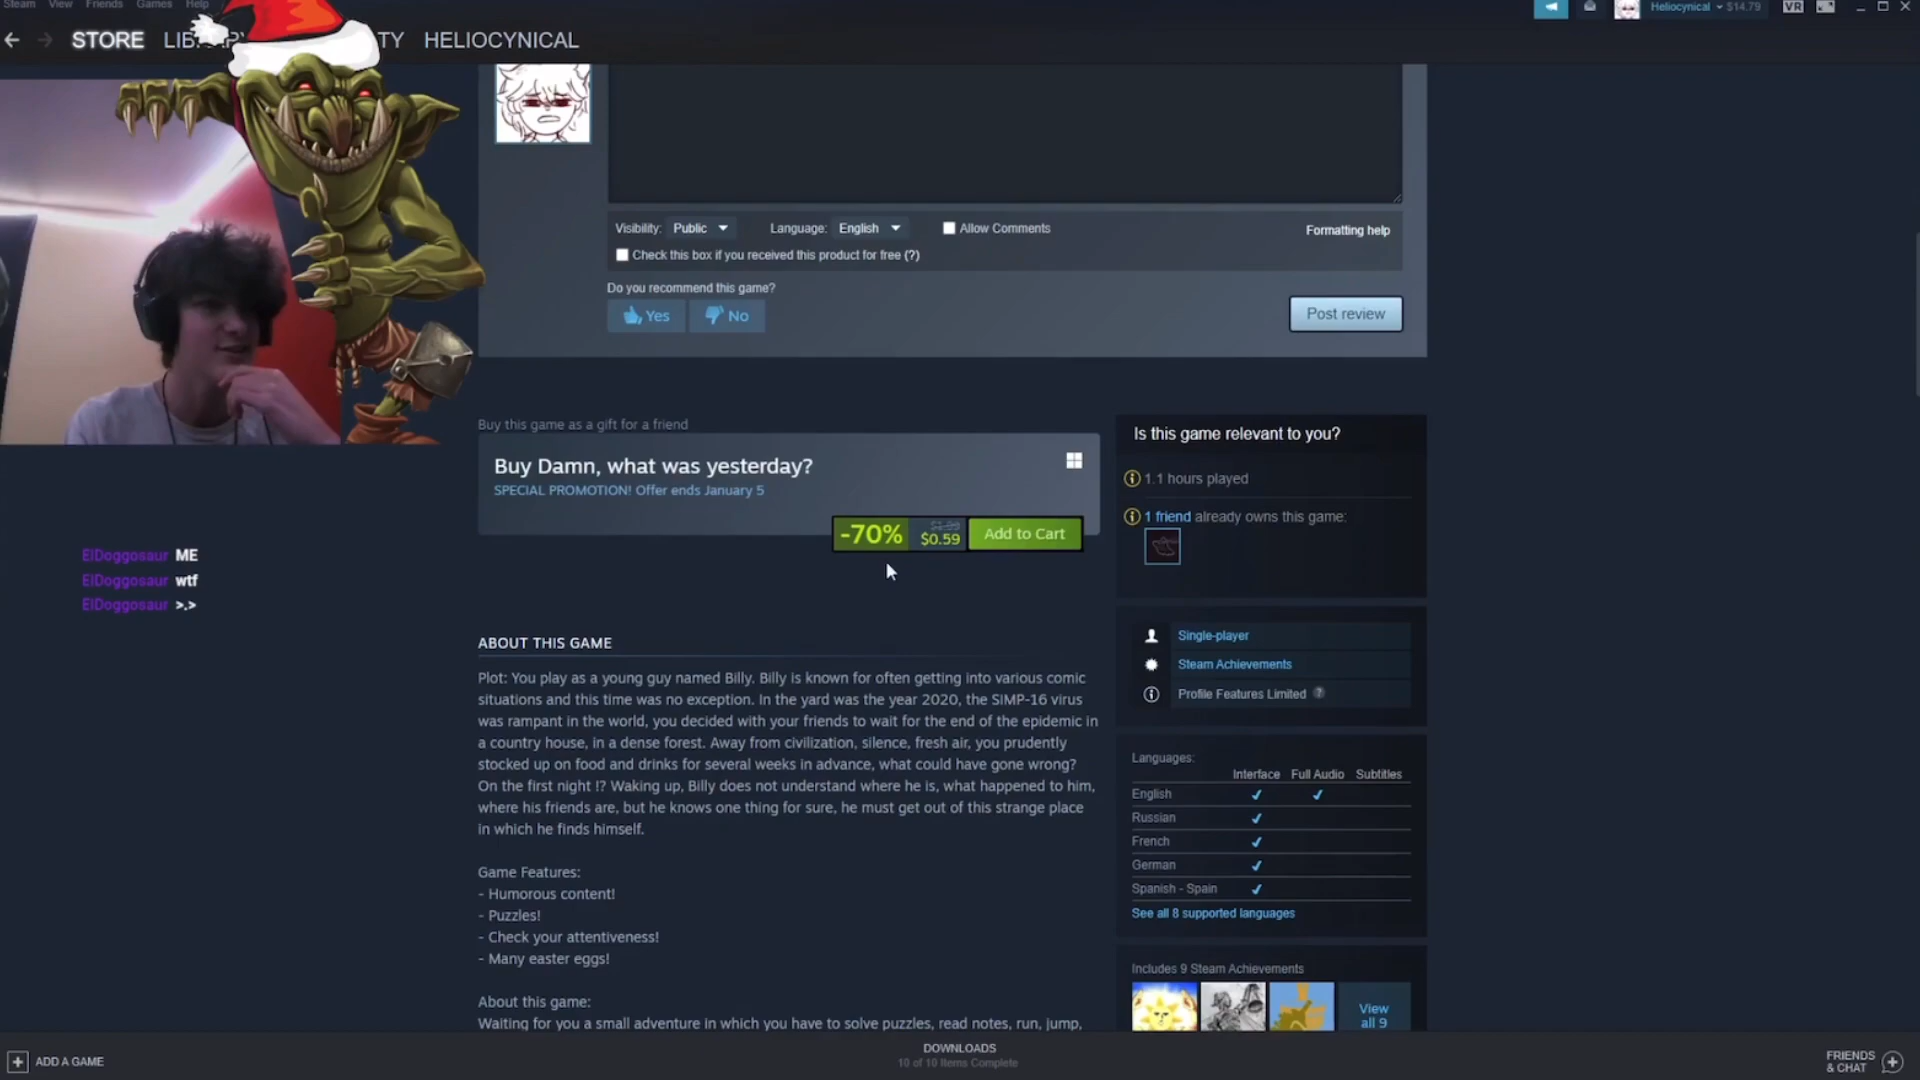 Steam View Friends Games Help
Heliocynical $14.79 VR
STORE LIBRARY TY HELIOCYNICAL
Visibility: Public Language: English Allow Comments Formatting help
Check this box if you received this product for free (?)
Do you recommend this game?
Yes No Post review
Buy this game as a gift for a friend
Buy Damn, what was yesterday?
SPECIAL PROMOTION! Offer ends January 5
-70% $1.99 $0.59 Add to Cart
Is this game relevant to you?
1.1 hours played
1 friend already owns this game:
ElDoggosaur ME
ElDoggosaur wtf
ElDoggosaur >.>
ABOUT THIS GAME
Plot: You play as a young guy named Billy. Billy is known for often getting into various comic
situations and this time was no exception. In the yard was the year 2020, the SIMP-16 virus
was rampant in the world, you decided with your friends to wait for the end of the epidemic in
a country house, in a dense forest. Away from civilization, silence, fresh air, you prudently
stocked up on food and drinks for several weeks in advance, what could have gone wrong?
On the first night !? Waking up, Billy does not understand where he is, what happened to him,
where his friends are, but he knows one thing for sure, he must get out of this strange place
in which he finds himself.
Game Features:
- Humorous content!
- Puzzles!
- Check your attentiveness!
- Many easter eggs!
About this game:
Waiting for you a small adventure in which you have to solve puzzles, read notes, run, jump,
Single-player
Steam Achievements
Profile Features Limited ?
Languages:
Interface Full Audio Subtitles
English ✔ ✔
Russian ✔
French ✔
German ✔
Spanish - Spain ✔
See all 8 supported languages
Includes 9 Steam Achievements
View
all 9
ADD A GAME
DOWNLOADS
10 of 10 Items Complete
FRIENDS
& CHAT